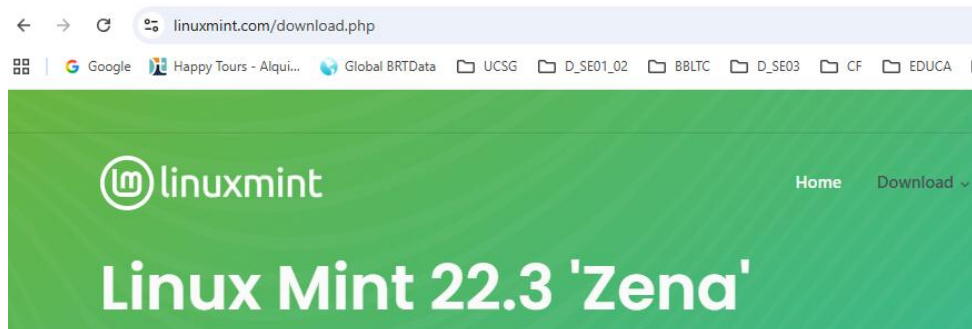 linuxmint.com/download.php
Google Happy Tours - Alqui... Global BRTData UCSG D_SE01_02 BBLTC D_SE03 CF EDUCA
lm linuxmint Home Download
Linux Mint 22.3 'Zena'